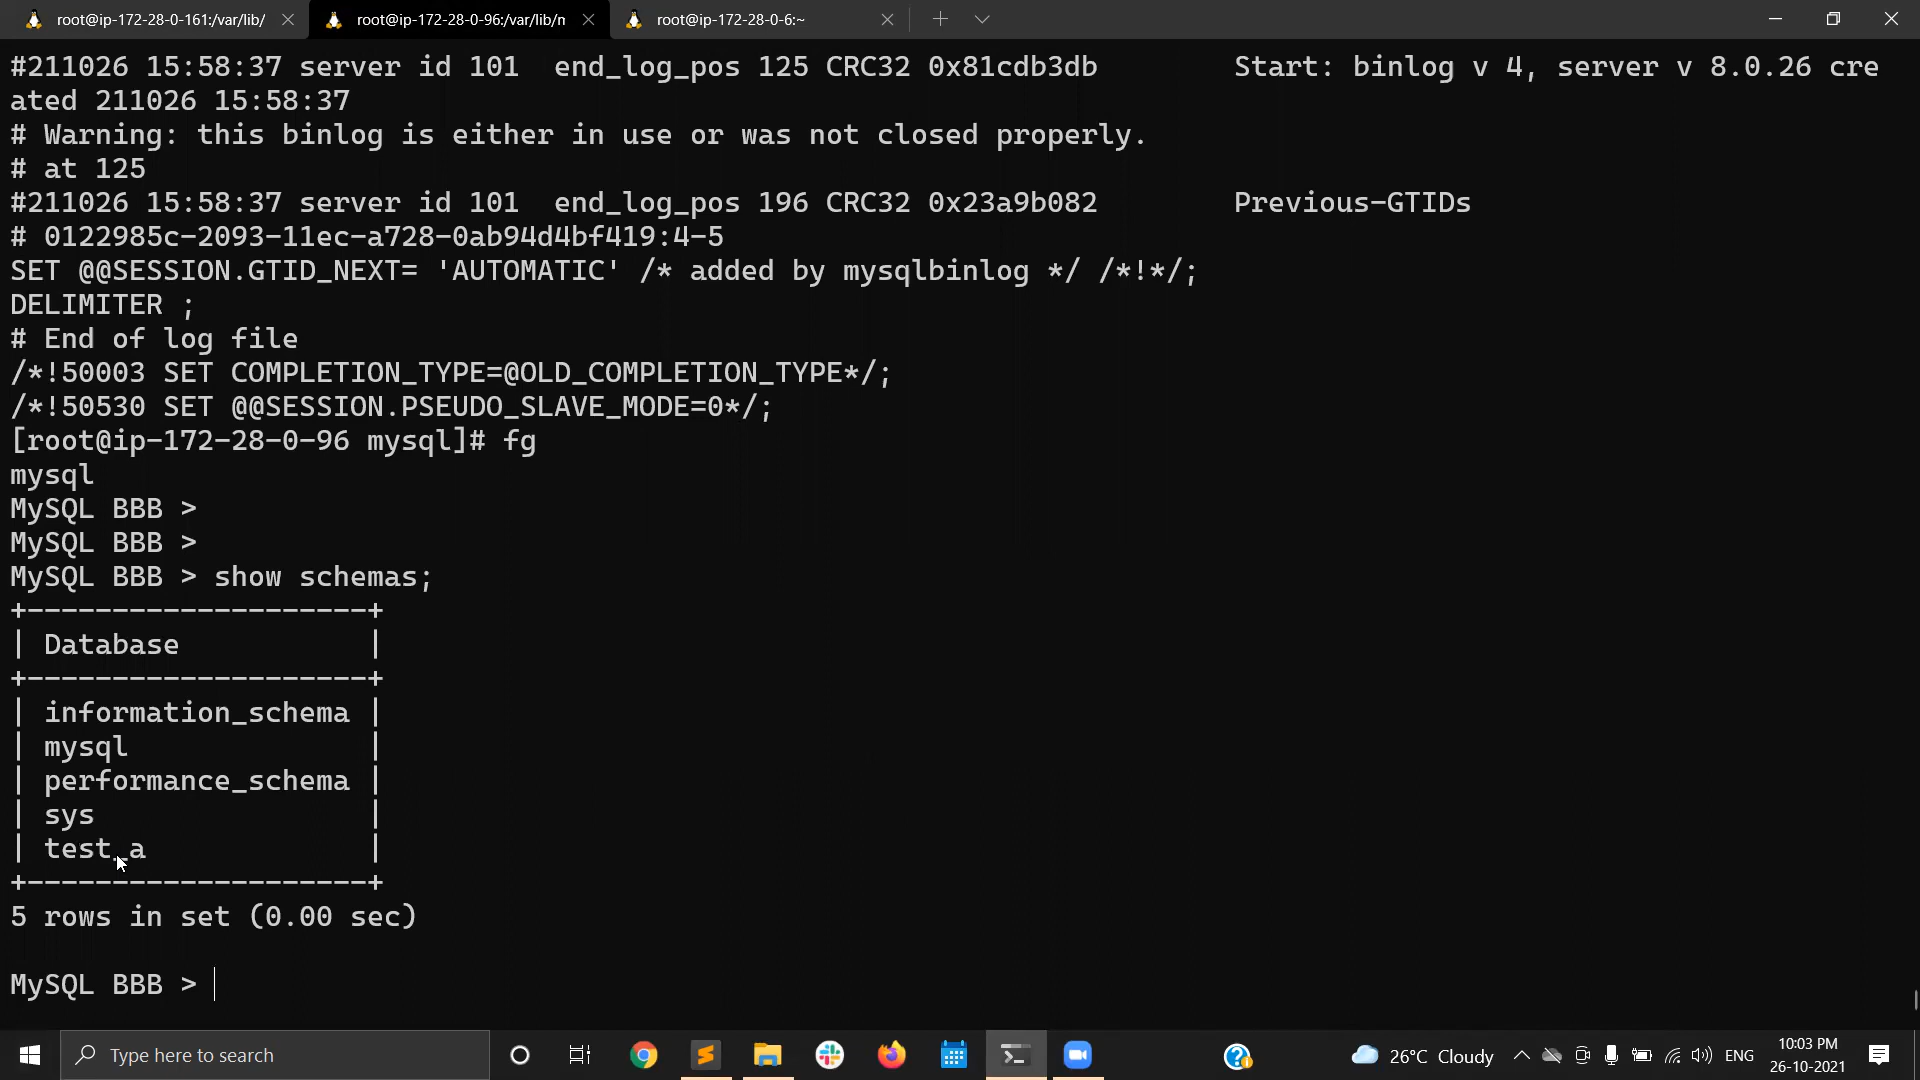 root@ip-172-28-0-161:/var/lib/
root@ip-172-28-0-96:/var/lib/n
root@ip-172-28-0-6:~
#211026 15:58:37 server id 101  end_log_pos 125 CRC32 0x81cdb3db        Start: binlog v 4, server v 8.0.26 cre
ated 211026 15:58:37
# Warning: this binlog is either in use or was not closed properly.
# at 125
#211026 15:58:37 server id 101  end_log_pos 196 CRC32 0x23a9b082        Previous-GTIDs
# 0122985c-2093-11ec-a728-0ab94d4bf419:4-5
SET @@SESSION.GTID_NEXT= 'AUTOMATIC' /* added by mysqlbinlog */ /*!*/;
DELIMITER ;
# End of log file
/*!50003 SET COMPLETION_TYPE=@OLD_COMPLETION_TYPE*/;
/*!50530 SET @@SESSION.PSEUDO_SLAVE_MODE=0*/;
[root@ip-172-28-0-96 mysql]# fg
mysql
MySQL BBB >
MySQL BBB >
MySQL BBB > show schemas;
+--------------------+
| Database           |
+--------------------+
| information_schema |
| mysql              |
| performance_schema |
| sys                |
| test_a             |
+--------------------+
5 rows in set (0.00 sec)
MySQL BBB >
Type here to search
26°C Cloudy
ENG
10:03 PM
26-10-2021